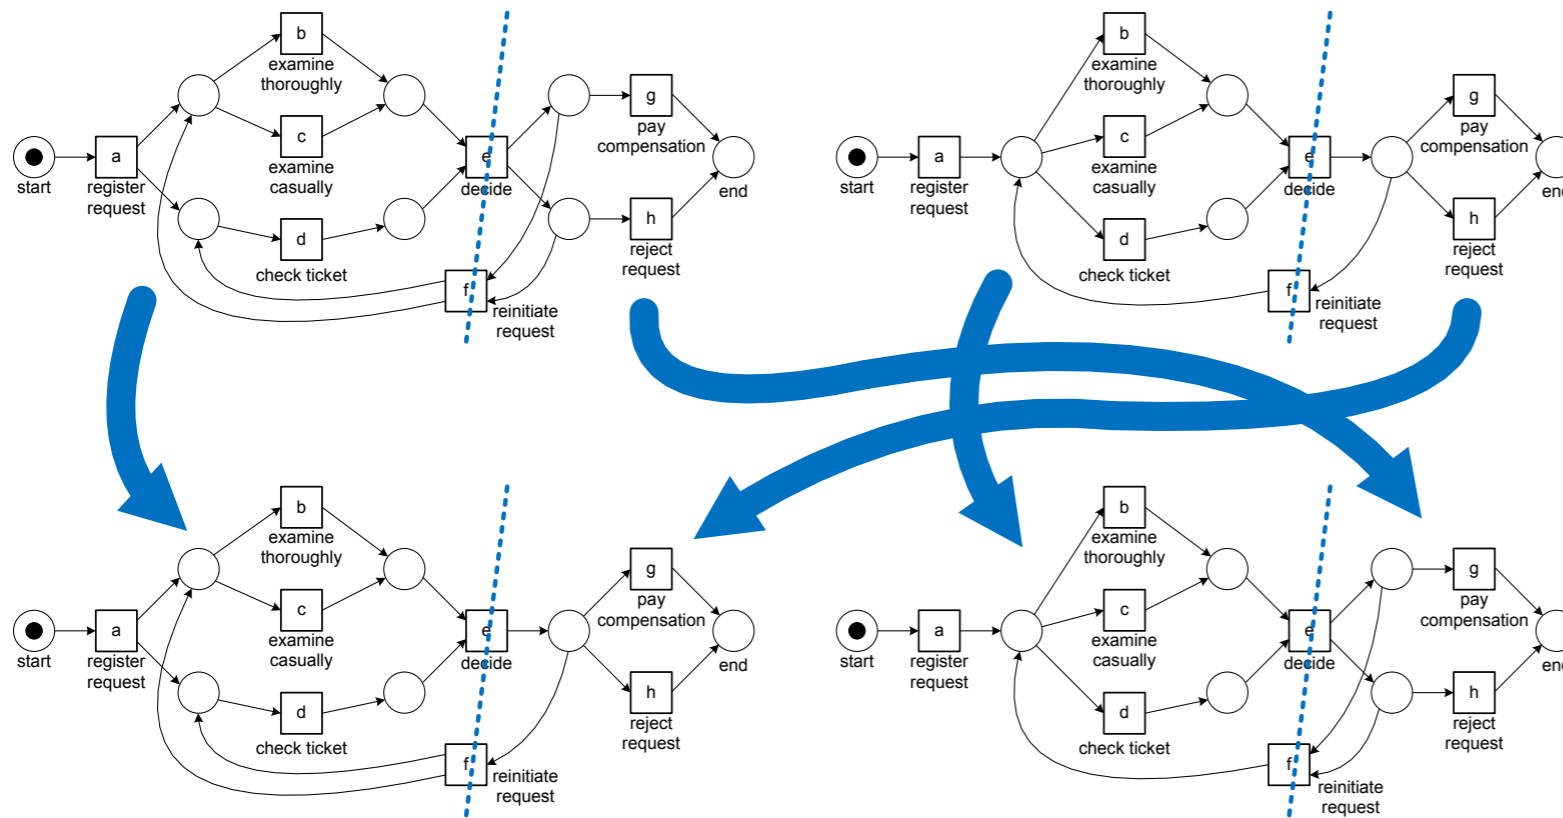 b
examine
thoroughly
g
pay
compensation
c
examine
casually
a
register
request
start
e
decide
end
d
check ticket
h
reject
request
f
reinitiate
request
b
examine
thoroughly
g
pay
compensation
c
examine
casually
a
register
request
start
e
decide
d
check ticket
h
reject
request
f
reinitiate
request
b
examine
thoroughly
g
pay
compensation
c
examine
casually
a
register
request
start
e
decide
end
d
check ticket
h
reject
request
f
reinitiate
request
b
examine
thoroughly
g
pay
compensation
c
examine
casually
a
register
request
start
e
decide
d
check ticket
h
reject
request
f
reinitiate
request